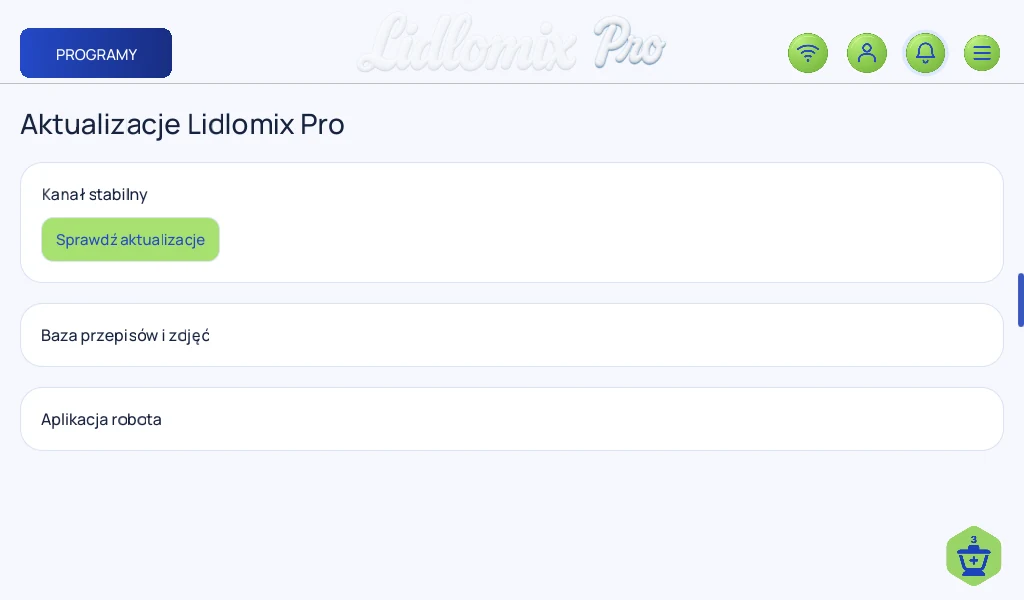 PROGRAMY
Lidlomix Pro
Aktualizacje Lidlomix Pro
Kanał stabilny
Sprawdź aktualizacje
Baza przepisów i zdjęć
Aplikacja robota
3